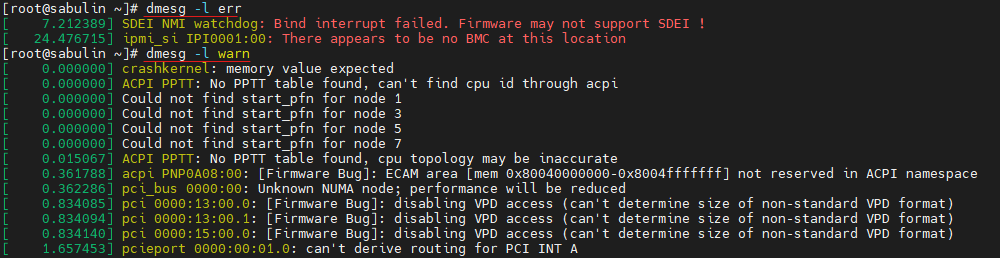 [root@sabulin ~]# dmesg -l err
[    7.212389] SDEI NMI watchdog: Bind interrupt failed. Firmware may not support SDEI !
[   24.476715] ipmi_si IPI0001:00: There appears to be no BMC at this location
[root@sabulin ~]# dmesg -l warn
[    0.000000] crashkernel: memory value expected
[    0.000000] ACPI PPTT: No PPTT table found, can't find cpu id through acpi
[    0.000000] Could not find start_pfn for node 1
[    0.000000] Could not find start_pfn for node 3
[    0.000000] Could not find start_pfn for node 5
[    0.000000] Could not find start_pfn for node 7
[    0.015067] ACPI PPTT: No PPTT table found, cpu topology may be inaccurate
[    0.361788] acpi PNP0A08:00: [Firmware Bug]: ECAM area [mem 0x80040000000-0x8004fffffff] not reserved in ACPI namespace
[    0.362286] pci_bus 0000:00: Unknown NUMA node; performance will be reduced
[    0.834085] pci 0000:13:00.0: [Firmware Bug]: disabling VPD access (can't determine size of non-standard VPD format)
[    0.834094] pci 0000:13:00.1: [Firmware Bug]: disabling VPD access (can't determine size of non-standard VPD format)
[    0.834140] pci 0000:15:00.0: [Firmware Bug]: disabling VPD access (can't determine size of non-standard VPD format)
[    1.657453] pcieport 0000:00:01.0: can't derive routing for PCI INT A